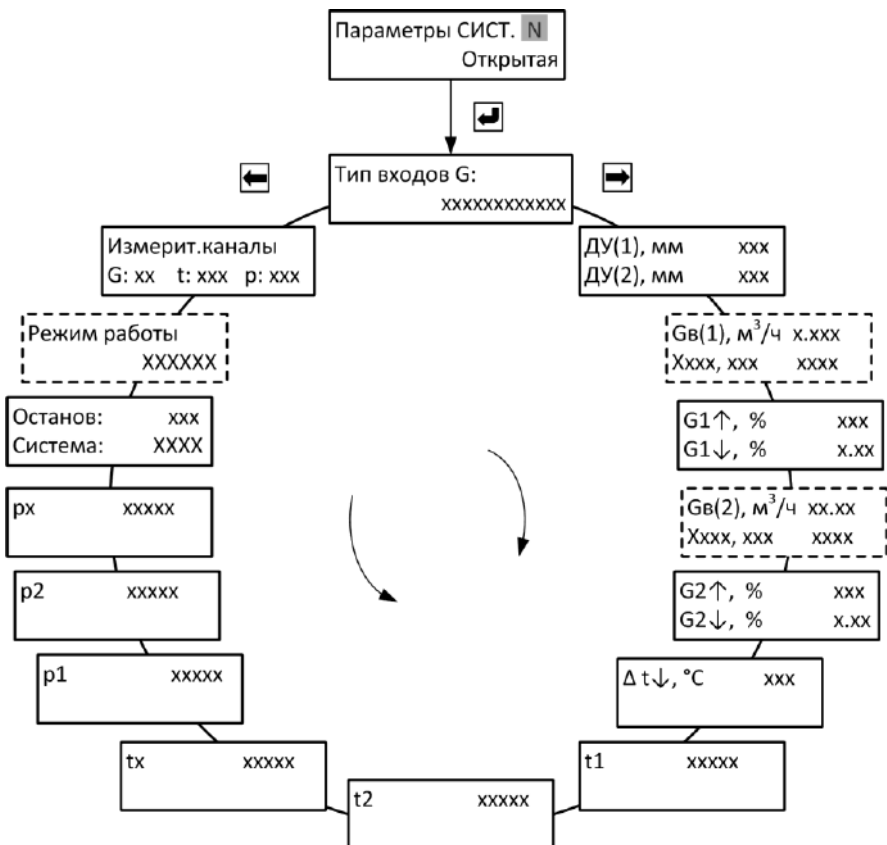 Параметры СИСТ. N
Открытая
Тип входов G:
xxxxxxxxxxxx
ДУ(1), мм xxx
ДУ(2), мм xxx
Gв(1), м³/ч x.xxx
Xxxx, xxx xxxx
G1↑, % xxx
G1↓, % x.xx
Gв(2), м³/ч xx.xx
Xxxx, xxx xxxx
G2↑, % xxx
G2↓, % x.xx
Δ t↓, °C xxx
t1 xxxxx
t2 xxxxx
tx xxxxx
p1 xxxxx
p2 xxxxx
px xxxxx
Останов: xxx
Система: XXXX
Режим работы
XXXXXX
Измерит.каналы
G: xx t: xxx p: xxx